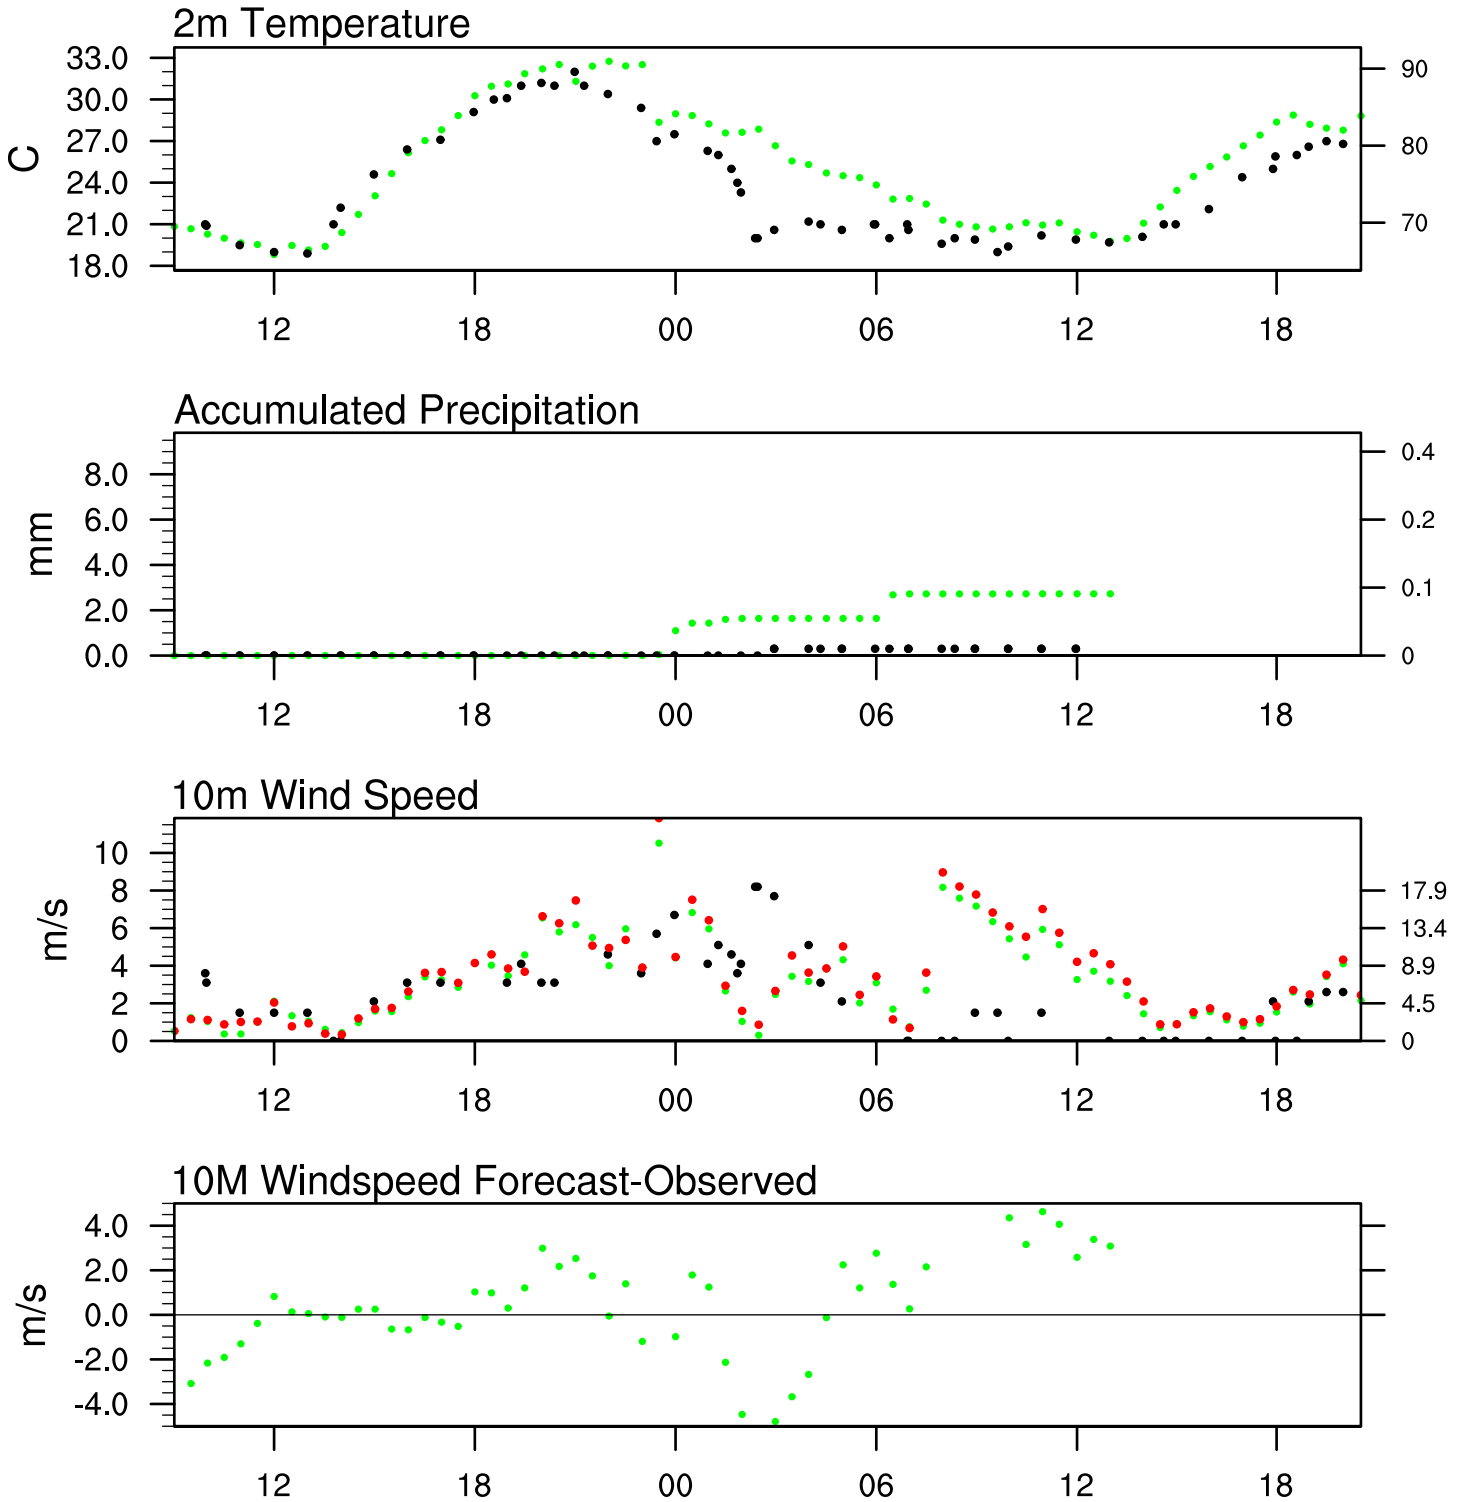 2m Temperature
33.0
30.0
27.0
24.0
21.0
18.0
C
90
80
70
12 18 00 06 12 18
Accumulated Precipitation
8.0
6.0
4.0
2.0
0.0
mm
0.4
0.2
0.1
0
12 18 00 06 12 18
10m Wind Speed
10
8
6
4
2
0
m/s
17.9
13.4
8.9
4.5
0
12 18 00 06 12 18
10M Windspeed Forecast-Observed
4.0
2.0
0.0
-2.0
-4.0
m/s
12 18 00 06 12 18